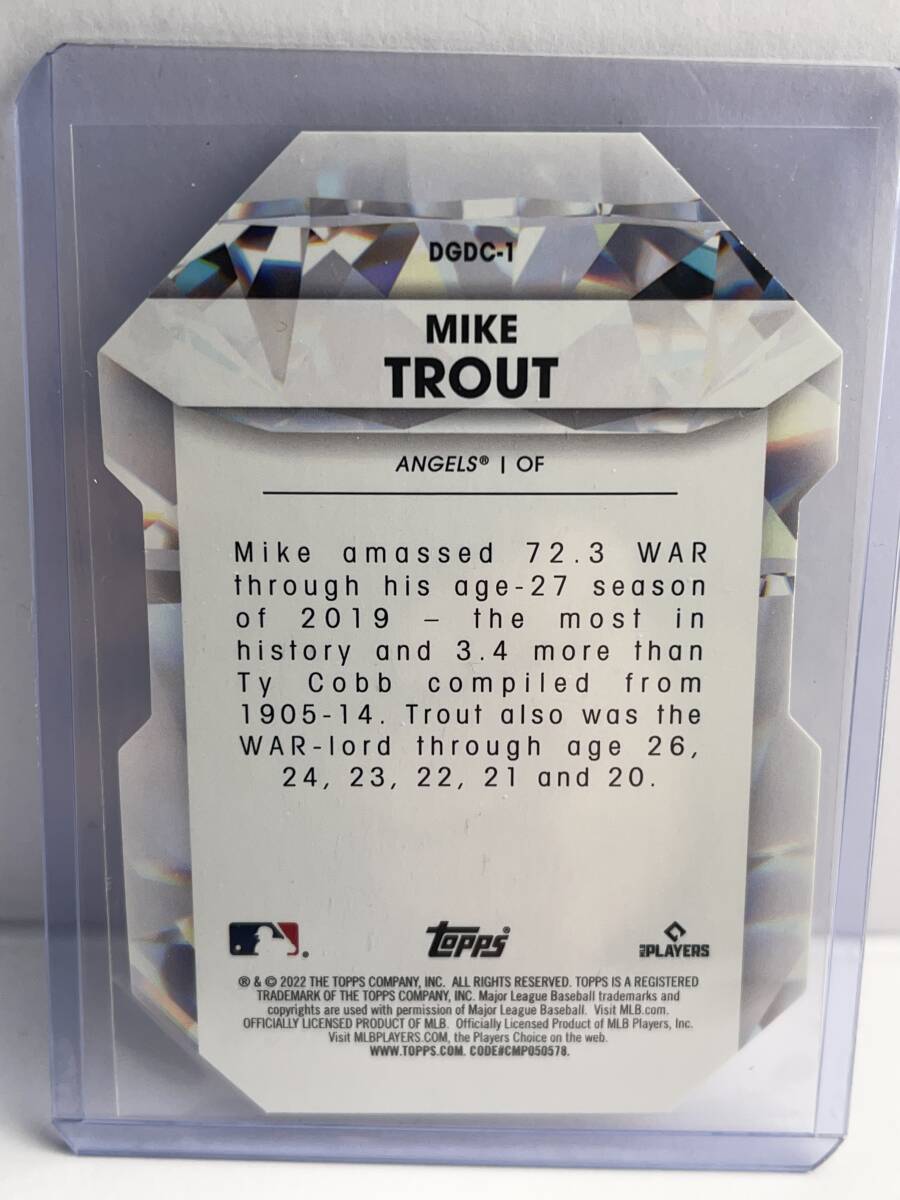 DGDC-1
MIKE
TROUT
ANGELS® | OF
Mike amassed 72.3 WAR
through his age-27 season
of 2019 – the most in
history and 3.4 more than
Ty Cobb compiled from
1905-14. Trout also was the
WAR-lord through age 26,
24, 23, 22, 21 and 20.
topps®
MLB PLAYERS
® & © 2022 THE TOPPS COMPANY, INC. ALL RIGHTS RESERVED. TOPPS IS A REGISTERED
TRADEMARK OF THE TOPPS COMPANY, INC. Major League Baseball trademarks and
copyrights are used with permission of Major League Baseball. Visit MLB.com.
OFFICIALLY LICENSED PRODUCT OF MLB. Officially Licensed Product of MLB Players, Inc.
Visit MLBPLAYERS.COM, the Players Choice on the web.
WWW.TOPPS.COM. CODE#CMP050578.